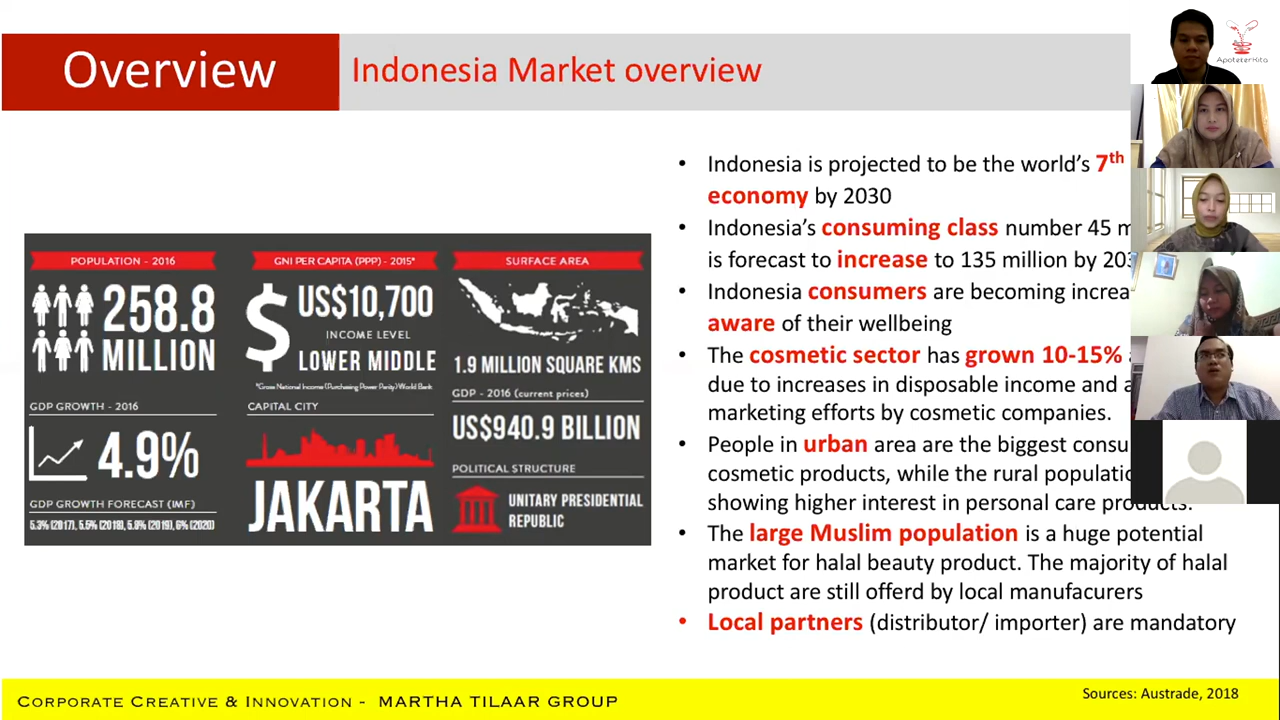 Overview
Indonesia Market overview
ApotekerKita
POPULATION - 2016
258.8
MILLION
GDP GROWTH - 2016
4.9%
GDP GROWTH FORECAST (IMF)
5.3% (2017), 5.5% (2018), 5.8% (2019), 6% (2020)
GNI PER CAPITA (PPP) - 2015*
$
US$10,700
INCOME LEVEL
LOWER MIDDLE
*Gross National Income (Purchasing Power Parity) World Bank
CAPITAL CITY
JAKARTA
SURFACE AREA
1.9 MILLION SQUARE KMS
GDP - 2016 (current prices)
US$940.9 BILLION
POLITICAL STRUCTURE
UNITARY PRESIDENTIAL
REPUBLIC
• Indonesia is projected to be the world’s 7th
economy by 2030
• Indonesia’s consuming class number 45 m
is forecast to increase to 135 million by 203
• Indonesia consumers are becoming increa
aware of their wellbeing
• The cosmetic sector has grown 10-15%
due to increases in disposable income and a
marketing efforts by cosmetic companies.
• People in urban area are the biggest consu
cosmetic products, while the rural populatio
showing higher interest in personal care products.
• The large Muslim population is a huge potential
market for halal beauty product. The majority of halal
product are still offerd by local manufacurers
• Local partners (distributor/ importer) are mandatory
CORPORATE CREATIVE & INNOVATION - MARTHA TILAAR GROUP
Sources: Austrade, 2018